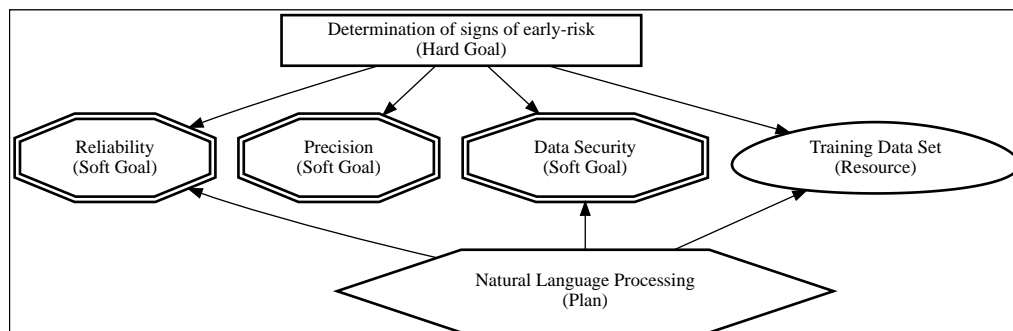 Determination of signs of early-risk
(Hard Goal)
Reliability
(Soft Goal)
Precision
(Soft Goal)
Data Security
(Soft Goal)
Training Data Set
(Resource)
Natural Language Processing
(Plan)